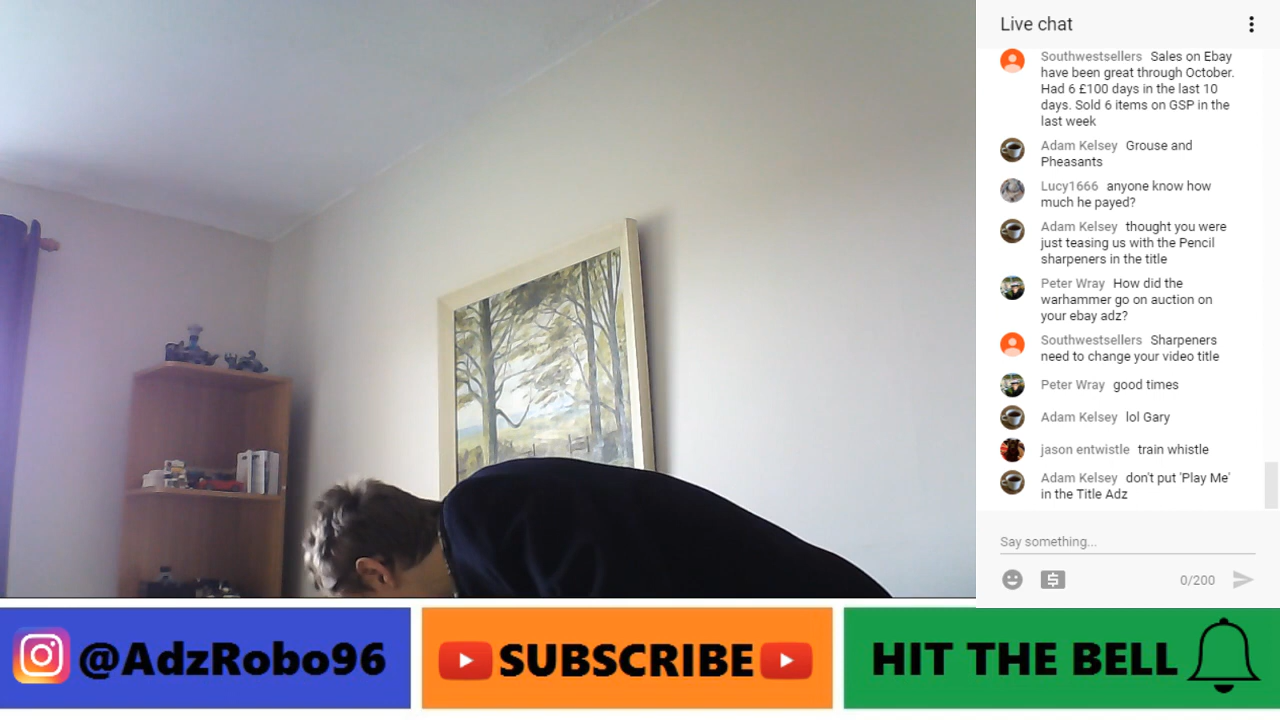 Live chat
Southwestsellers Sales on Ebay
have been great through October.
Had 6 £100 days in the last 10
days. Sold 6 items on GSP in the
last week
Adam Kelsey Grouse and
Pheasants
Lucy1666 anyone know how
much he payed?
Adam Kelsey thought you were
just teasing us with the Pencil
sharpeners in the title
Peter Wray How did the
warhammer go on auction on
your ebay adz?
Southwestsellers Sharpeners
need to change your video title
Peter Wray good times
Adam Kelsey lol Gary
jason entwistle train whistle
Adam Kelsey don't put 'Play Me'
in the Title Adz
Say something...
0/200
@AdzRobo96
SUBSCRIBE
HIT THE BELL